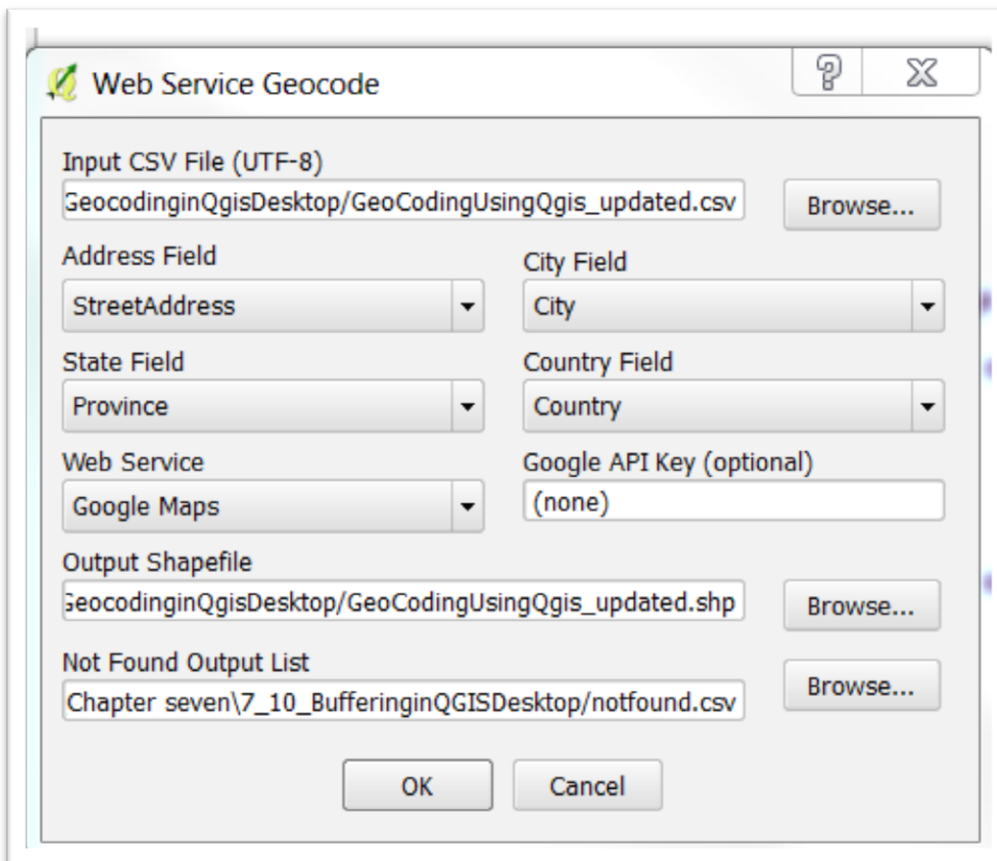 Web Service Geocode
Input CSV File (UTF-8)
GeocodinginQgisDesktop/GeoCodingUsingQgis_updated.csv
Browse...
Address Field
City Field
StreetAddress
City
State Field
Country Field
Province
Country
Web Service
Google API Key (optional)
Google Maps
(none)
Output Shapefile
GeocodinginQgisDesktop/GeoCodingUsingQgis_updated.shp
Browse...
Not Found Output List
Chapter seven\7_10_BufferinginQGISDesktop/notfound.csv
Browse...
OK
Cancel